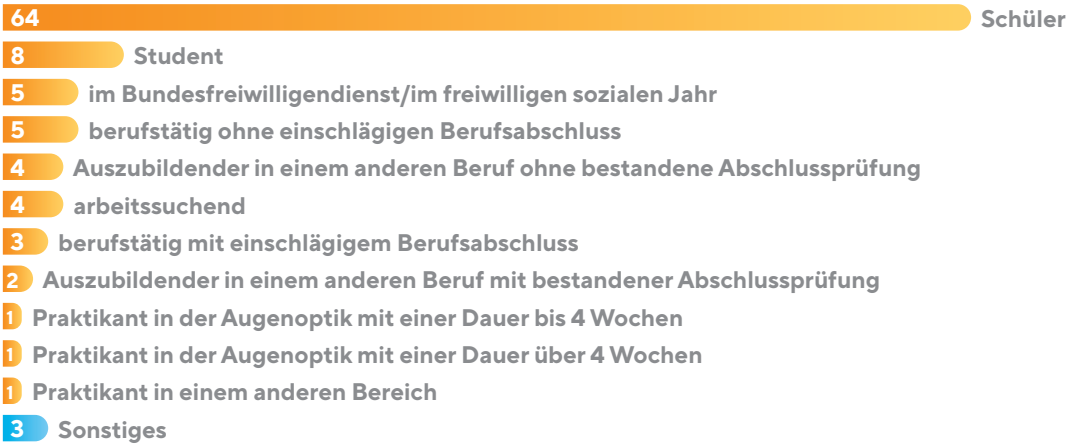 64 Schüler
8 Student
5 im Bundesfreiwilligendienst/im freiwilligen sozialen Jahr
5 berufstätig ohne einschlägigen Berufsabschluss
4 Auszubildender in einem anderen Beruf ohne bestandene Abschlussprüfung
4 arbeitssuchend
3 berufstätig mit einschlägigem Berufsabschluss
2 Auszubildender in einem anderen Beruf mit bestandener Abschlussprüfung
1 Praktikant in der Augenoptik mit einer Dauer bis 4 Wochen
1 Praktikant in der Augenoptik mit einer Dauer über 4 Wochen
1 Praktikant in einem anderen Bereich
3 Sonstiges